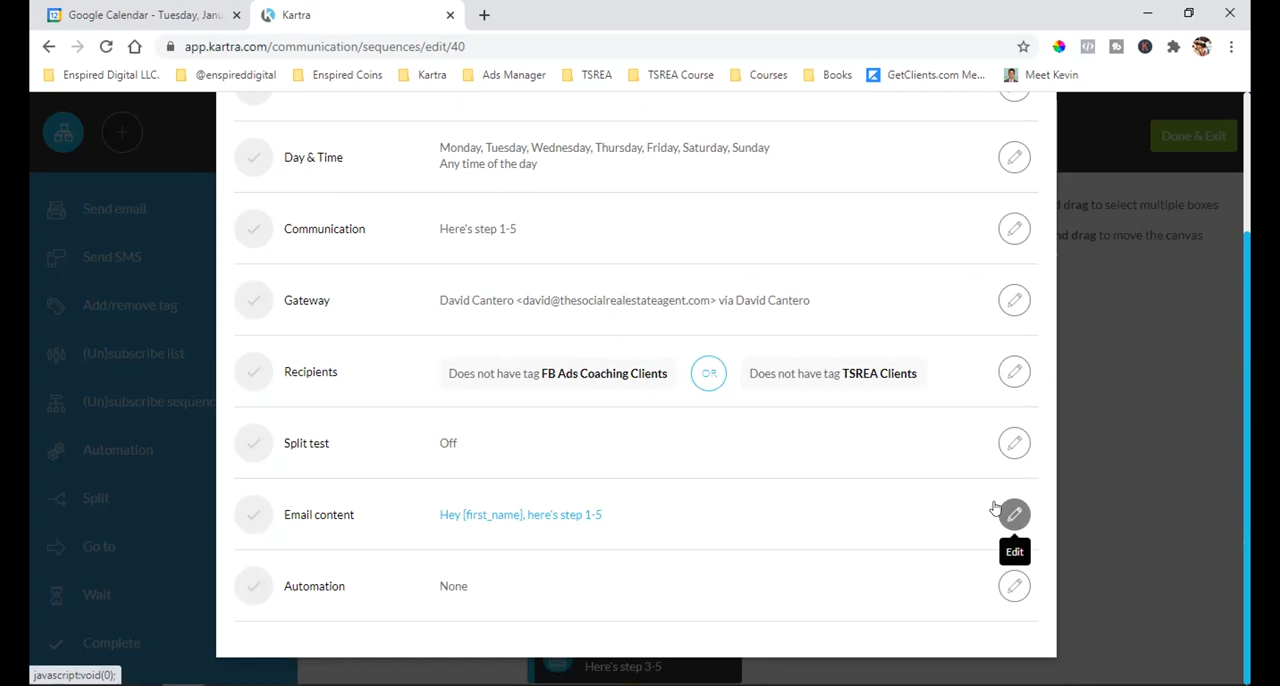 Google Calendar - Tuesday, Janu
Kartra
app.kartra.com/communication/sequences/edit/40
Enspired Digital LLC.
@enspireddigital
Enspired Coins
Kartra
Ads Manager
TSREA
TSREA Course
Courses
Books
GetClients.com Me...
Meet Kevin
Done & Exit
Day & Time
Monday, Tuesday, Wednesday, Thursday, Friday, Saturday, Sunday
Any time of the day
Send email
d drag to select multiple boxes
Communication
Here's step 1-5
nd drag to move the canvas
Send SMS
Gateway
David Cantero <david@thesocialrealestateagent.com> via David Cantero
Add/remove tag
(Un)subscribe list
Recipients
Does not have tag FB Ads Coaching Clients
OR
Does not have tag TSREA Clients
(Un)subscribe sequenc
Split test
Off
Automation
Split
Email content
Hey {first_name}, here's step 1-5
Go to
Edit
Automation
None
Wait
Complete
Here's step 3-5
javascript:void(0);